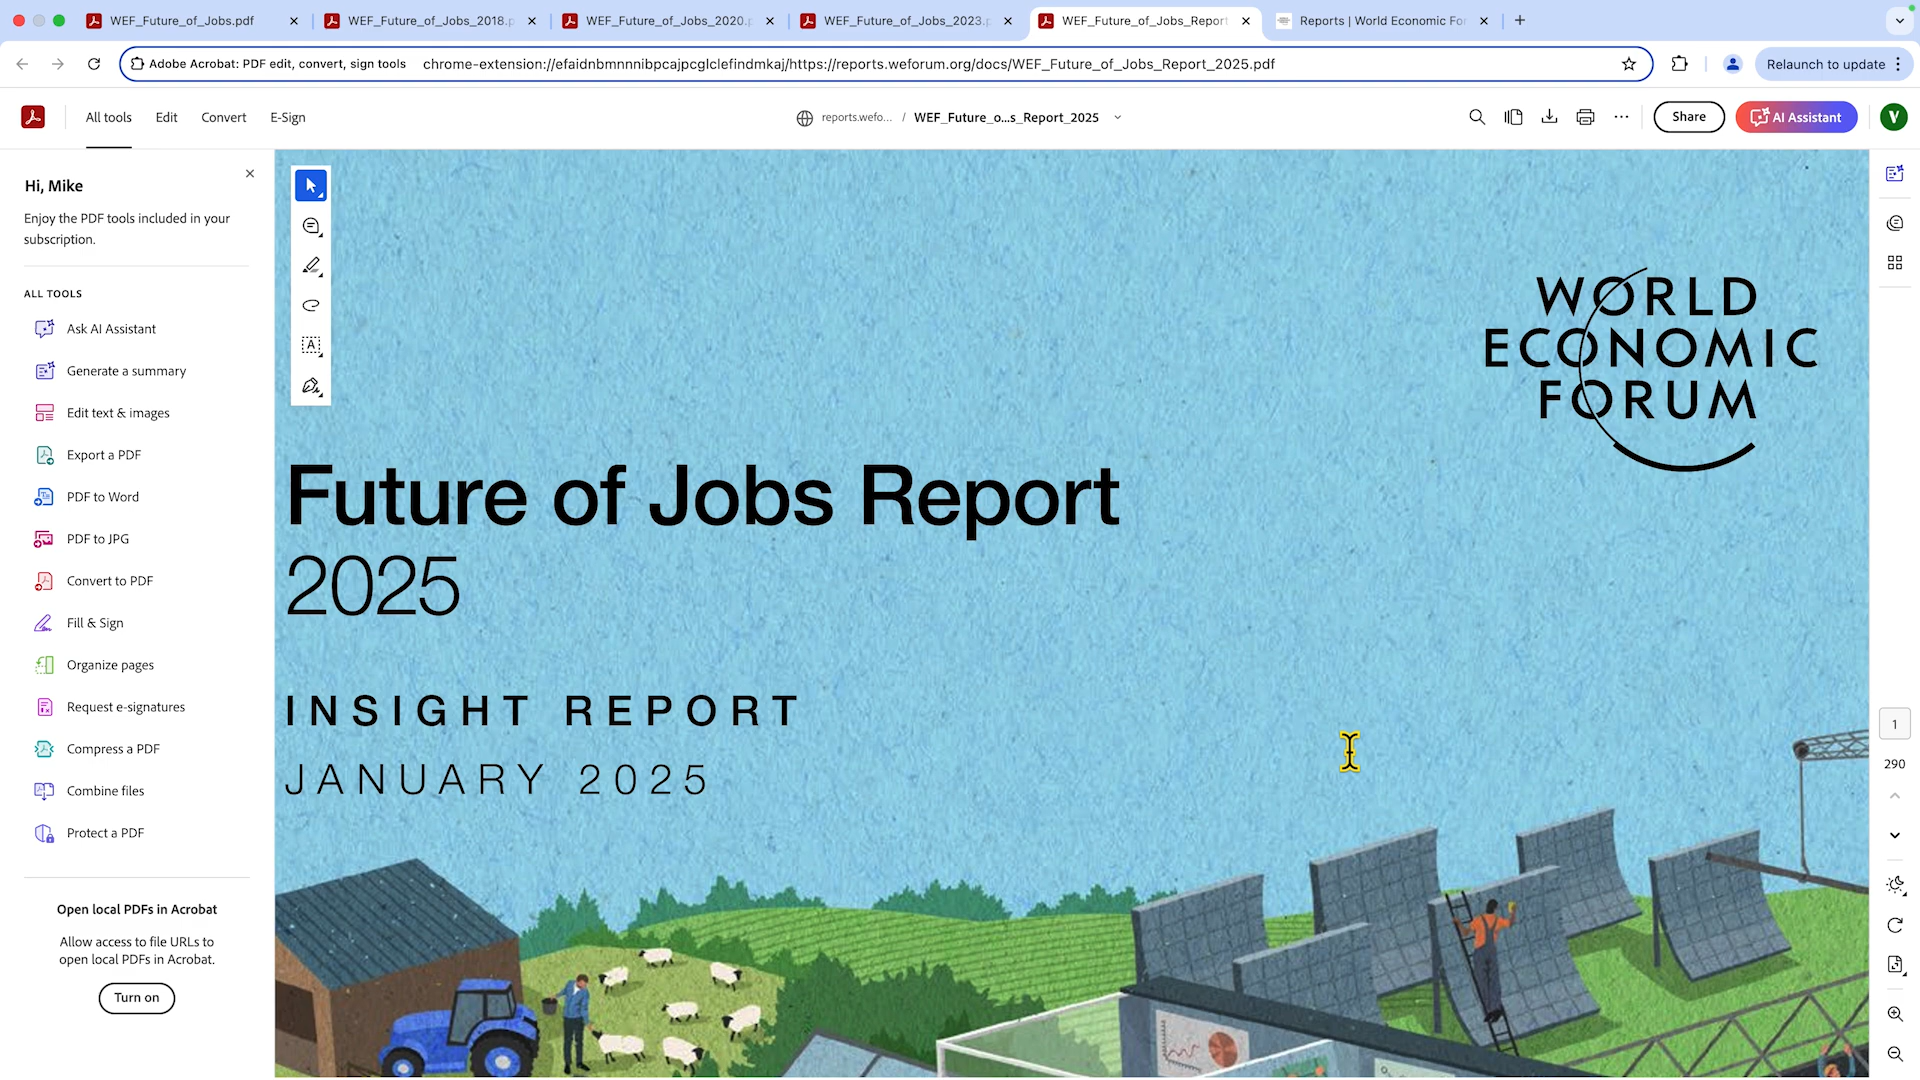 WEF_Future_of_Jobs.pdf
WEF_Future_of_Jobs_2018.p
WEF_Future_of_Jobs_2020.p
WEF_Future_of_Jobs_2023.p
WEF_Future_of_Jobs_Report
Reports | World Economic For
Adobe Acrobat: PDF edit, convert, sign tools
chrome-extension://efaidnbmnnnibpcajpcglclefindmkaj/https://reports.weforum.org/docs/WEF_Future_of_Jobs_Report_2025.pdf
Relaunch to update
All tools
Edit
Convert
E-Sign
reports.wefo... / WEF_Future_o...s_Report_2025
Share
AI Assistant
V
Hi, Mike
Enjoy the PDF tools included in your
subscription.
ALL TOOLS
Ask AI Assistant
Generate a summary
Edit text & images
Export a PDF
PDF to Word
PDF to JPG
Convert to PDF
Fill & Sign
Organize pages
Request e-signatures
Compress a PDF
Combine files
Protect a PDF
Open local PDFs in Acrobat
Allow access to file URLs to
open local PDFs in Acrobat.
Turn on
WORLD
ECONOMIC
FORUM
Future of Jobs Report
2025
INSIGHT REPORT
JANUARY 2025
1
290